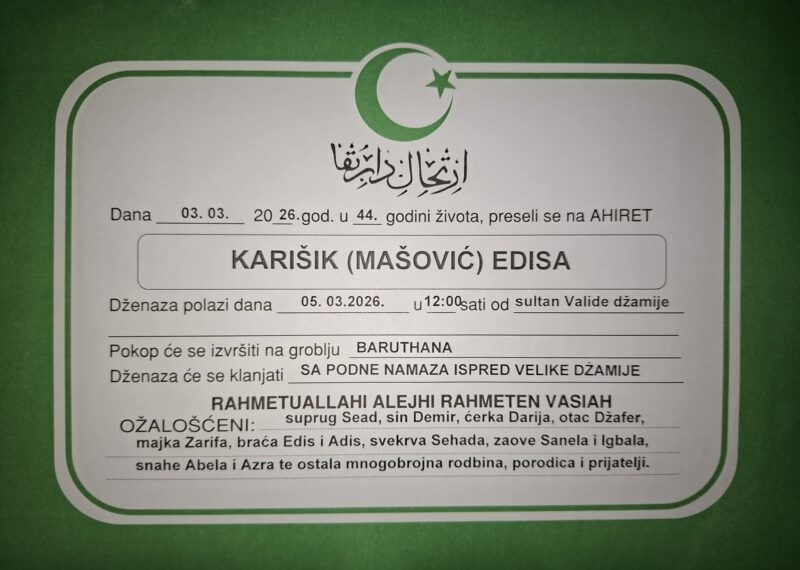 ارتحال دار بقا
Dana 03. 03. 2026. god. u 44. godini života, preseli se na AHIRET
KARIŠIK (MAŠOVIĆ) EDISA
Dženaza polazi dana 05. 03.2026. u 12:00 sati od sultan Valide džamije
Pokop će se izvršiti na groblju BARUTHANA
Dženaza će se klanjati SA PODNE NAMAZA ISPRED VELIKE DŽAMIJE
RAHMETUALLAHI ALEJHI RAHMETEN VASIAH
OŽALOŠĆENI: suprug Sead, sin Demir, ćerka Darija, otac Džafer,
majka Zarifa, braća Edis i Adis, svekrva Sehada, zaove Sanela i Igbala,
snahe Abela i Azra te ostala mnogobrojna rodbina, porodica i prijatelji.